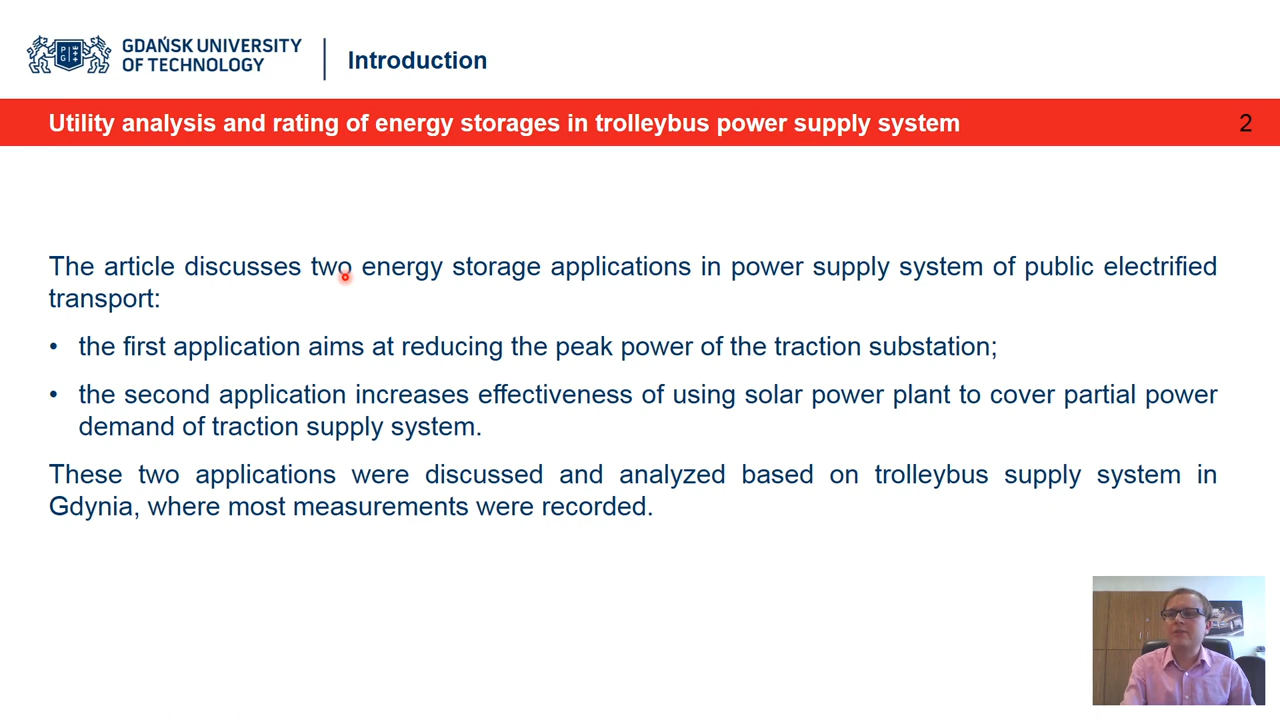 GDAŃSK UNIVERSITY
OF TECHNOLOGY
Introduction
Utility analysis and rating of energy storages in trolleybus power supply system
2
The article discusses two energy storage applications in power supply system of public electrified
transport:
• the first application aims at reducing the peak power of the traction substation;
• the second application increases effectiveness of using solar power plant to cover partial power
demand of traction supply system.
These two applications were discussed and analyzed based on trolleybus supply system in
Gdynia, where most measurements were recorded.